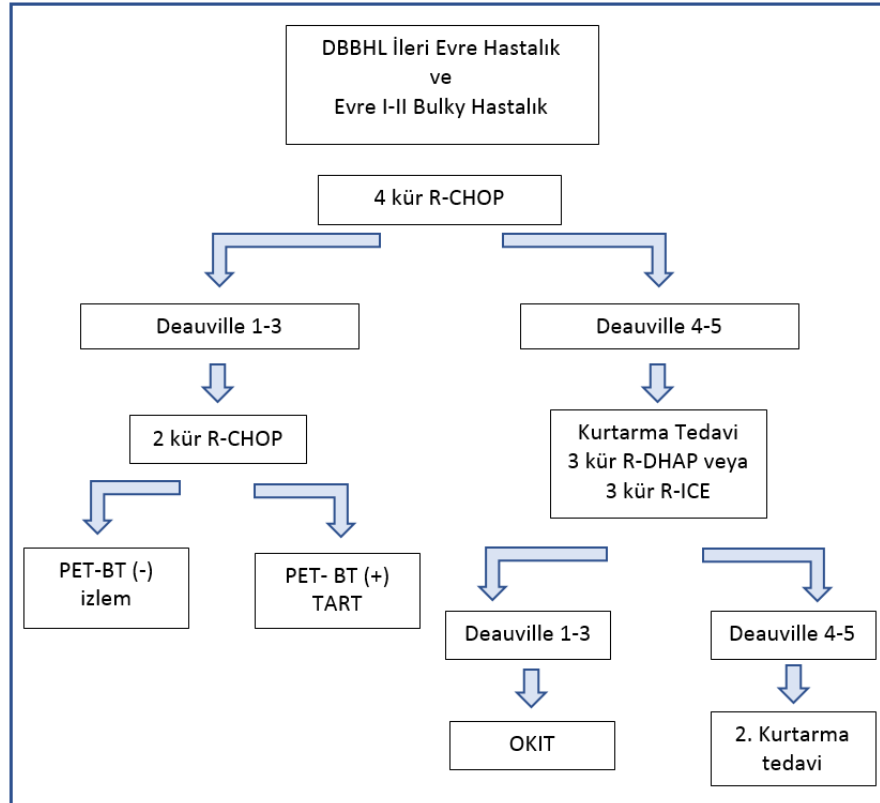 DBBHL İleri Evre Hastalık
ve
Evre I-II Bulky Hastalık
4 kür R-CHOP
Deauville 1-3
Deauville 4-5
2 kür R-CHOP
Kurtarma Tedavi
3 kür R-DHAP veya
3 kür R-ICE
PET-BT (-)
izlem
PET- BT (+)
TART
Deauville 1-3
Deauville 4-5
OKIT
2. Kurtarma
tedavi